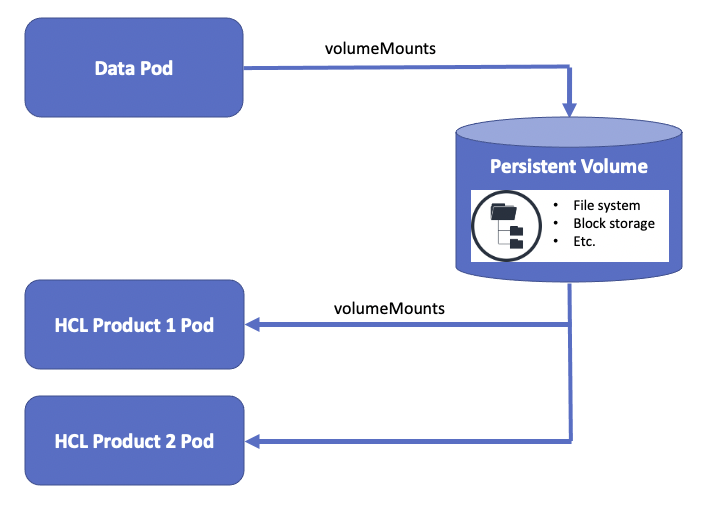 volumeMounts
Data Pod
Persistent Volume
• File system
• Block storage
• Etc.
volumeMounts
HCL Product 1 Pod
HCL Product 2 Pod